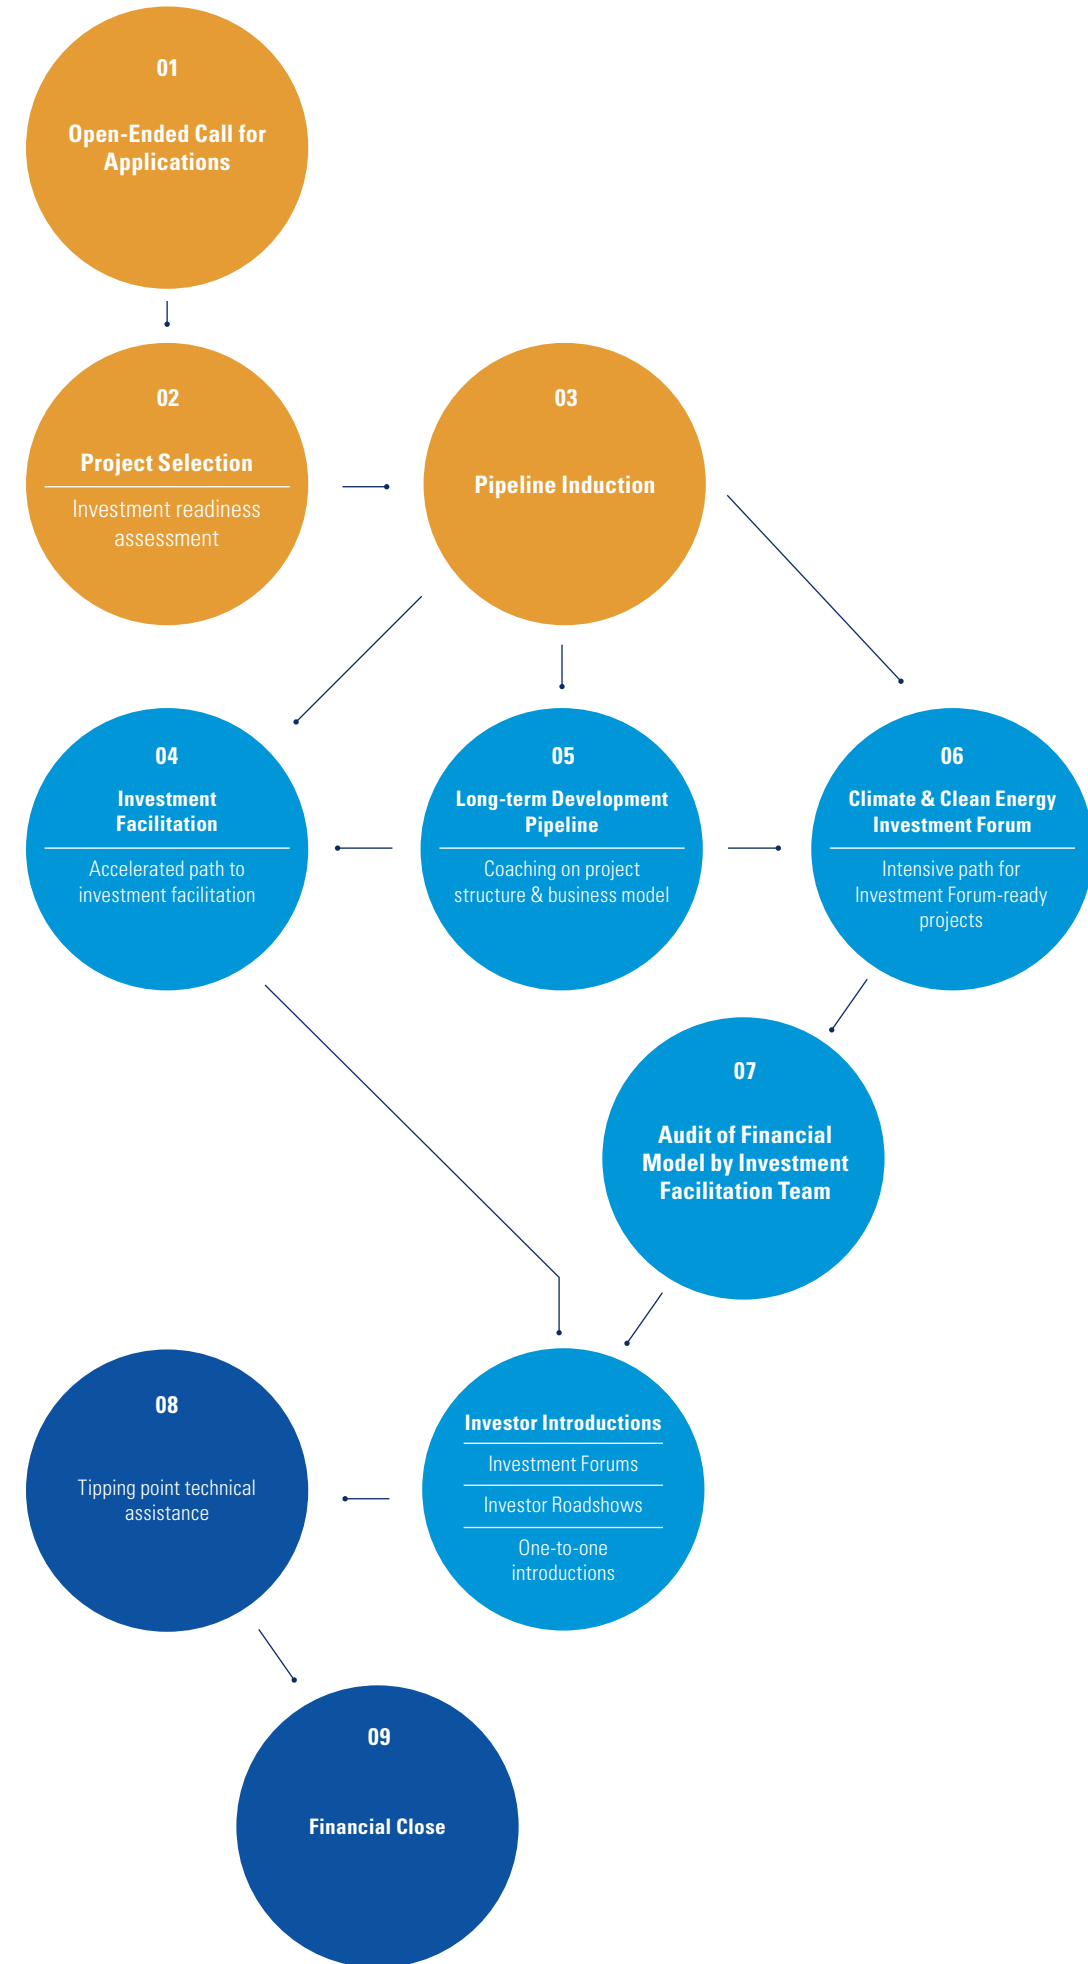 01
Open-Ended Call for
Applications
02
Project Selection
Investment readiness
assessment
03
Pipeline Induction
04
Investment
Facilitation
Accelerated path to
investment facilitation
05
Long-term Development
Pipeline
Coaching on project
structure & business model
06
Climate & Clean Energy
Investment Forum
Intensive path for
Investment Forum-ready
projects
07
Audit of Financial
Model by Investment
Facilitation Team
08
Tipping point technical
assistance
Investor Introductions
Investment Forums
Investor Roadshows
One-to-one
introductions
09
Financial Close